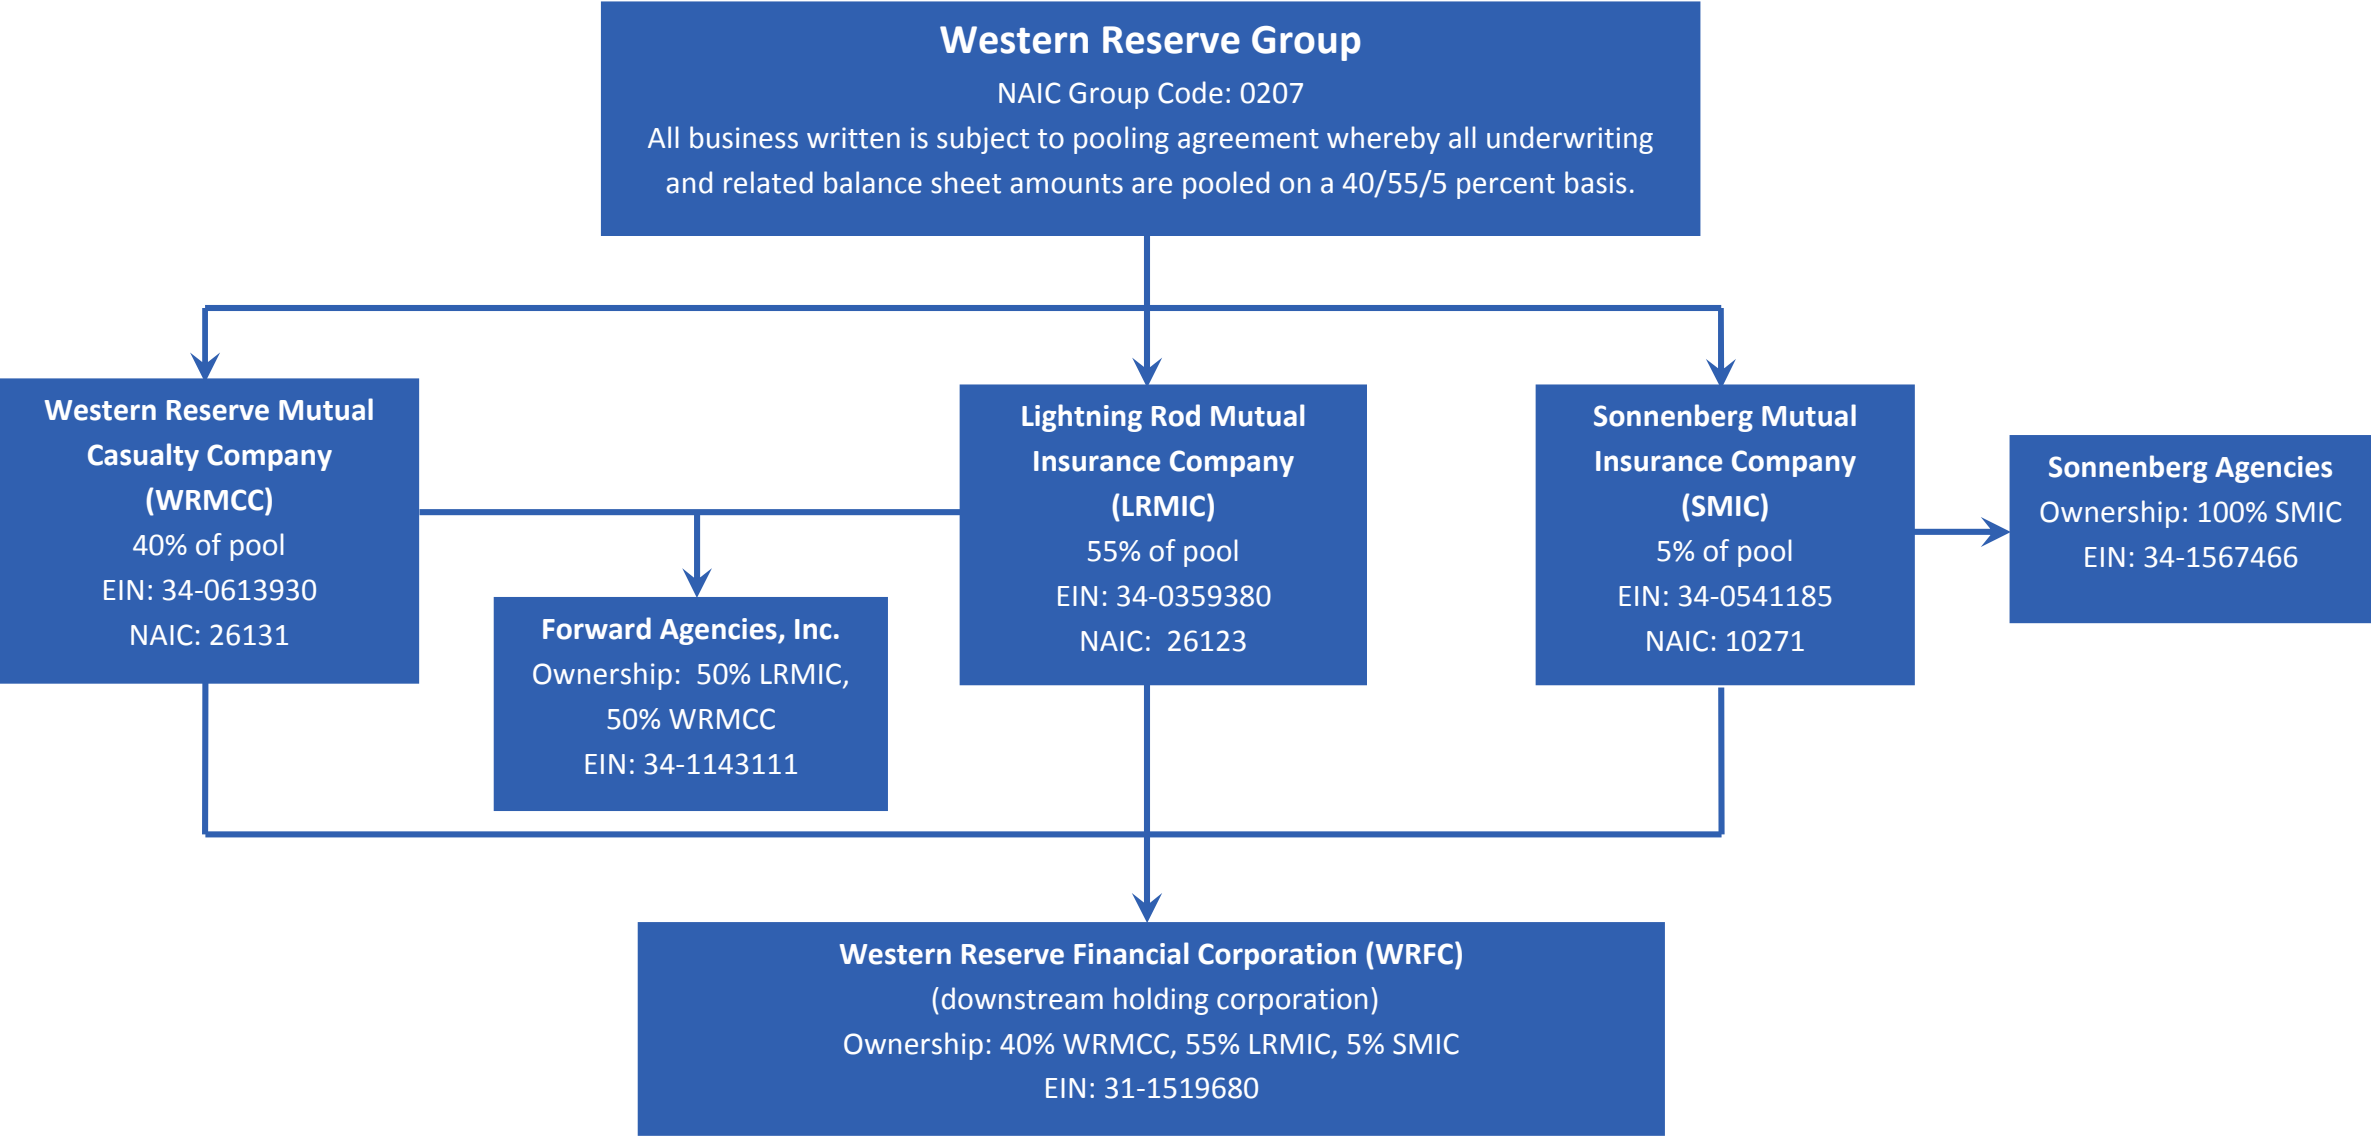 Western Reserve Group
NAIC Group Code: 0207
All business written is subject to pooling agreement whereby all underwriting
and related balance sheet amounts are pooled on a 40/55/5 percent basis.
Western Reserve Mutual
Casualty Company
(WRMCC)
40% of pool
EIN: 34-0613930
NAIC: 26131
Forward Agencies, Inc.
Ownership:  50% LRMIC,
50% WRMCC
EIN: 34-1143111
Lightning Rod Mutual
Insurance Company
(LRMIC)
55% of pool
EIN: 34-0359380
NAIC:  26123
Sonnenberg Mutual
Insurance Company
(SMIC)
5% of pool
EIN: 34-0541185
NAIC: 10271
Sonnenberg Agencies
Ownership: 100% SMIC
EIN: 34-1567466
Western Reserve Financial Corporation (WRFC)
(downstream holding corporation)
Ownership: 40% WRMCC, 55% LRMIC, 5% SMIC
EIN: 31-1519680